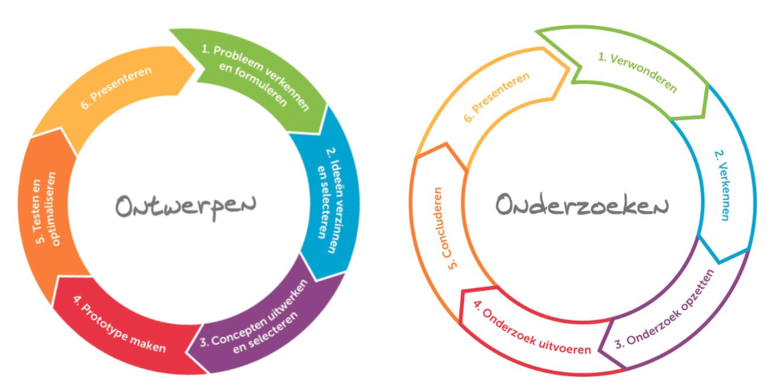 1. Probleem verkennen
en formuleren
2. Ideeën verzinnen
en selecteren
3. Concepten uitwerken
en selecteren
4. Prototype maken
5. Testen en
optimaliseren
6. Presenteren
Ontwerpen
1. Verwonderen
2. Verkennen
3. Onderzoek opzetten
4. Onderzoek uitvoeren
5. Concluderen
6. Presenteren
Onderzoeken